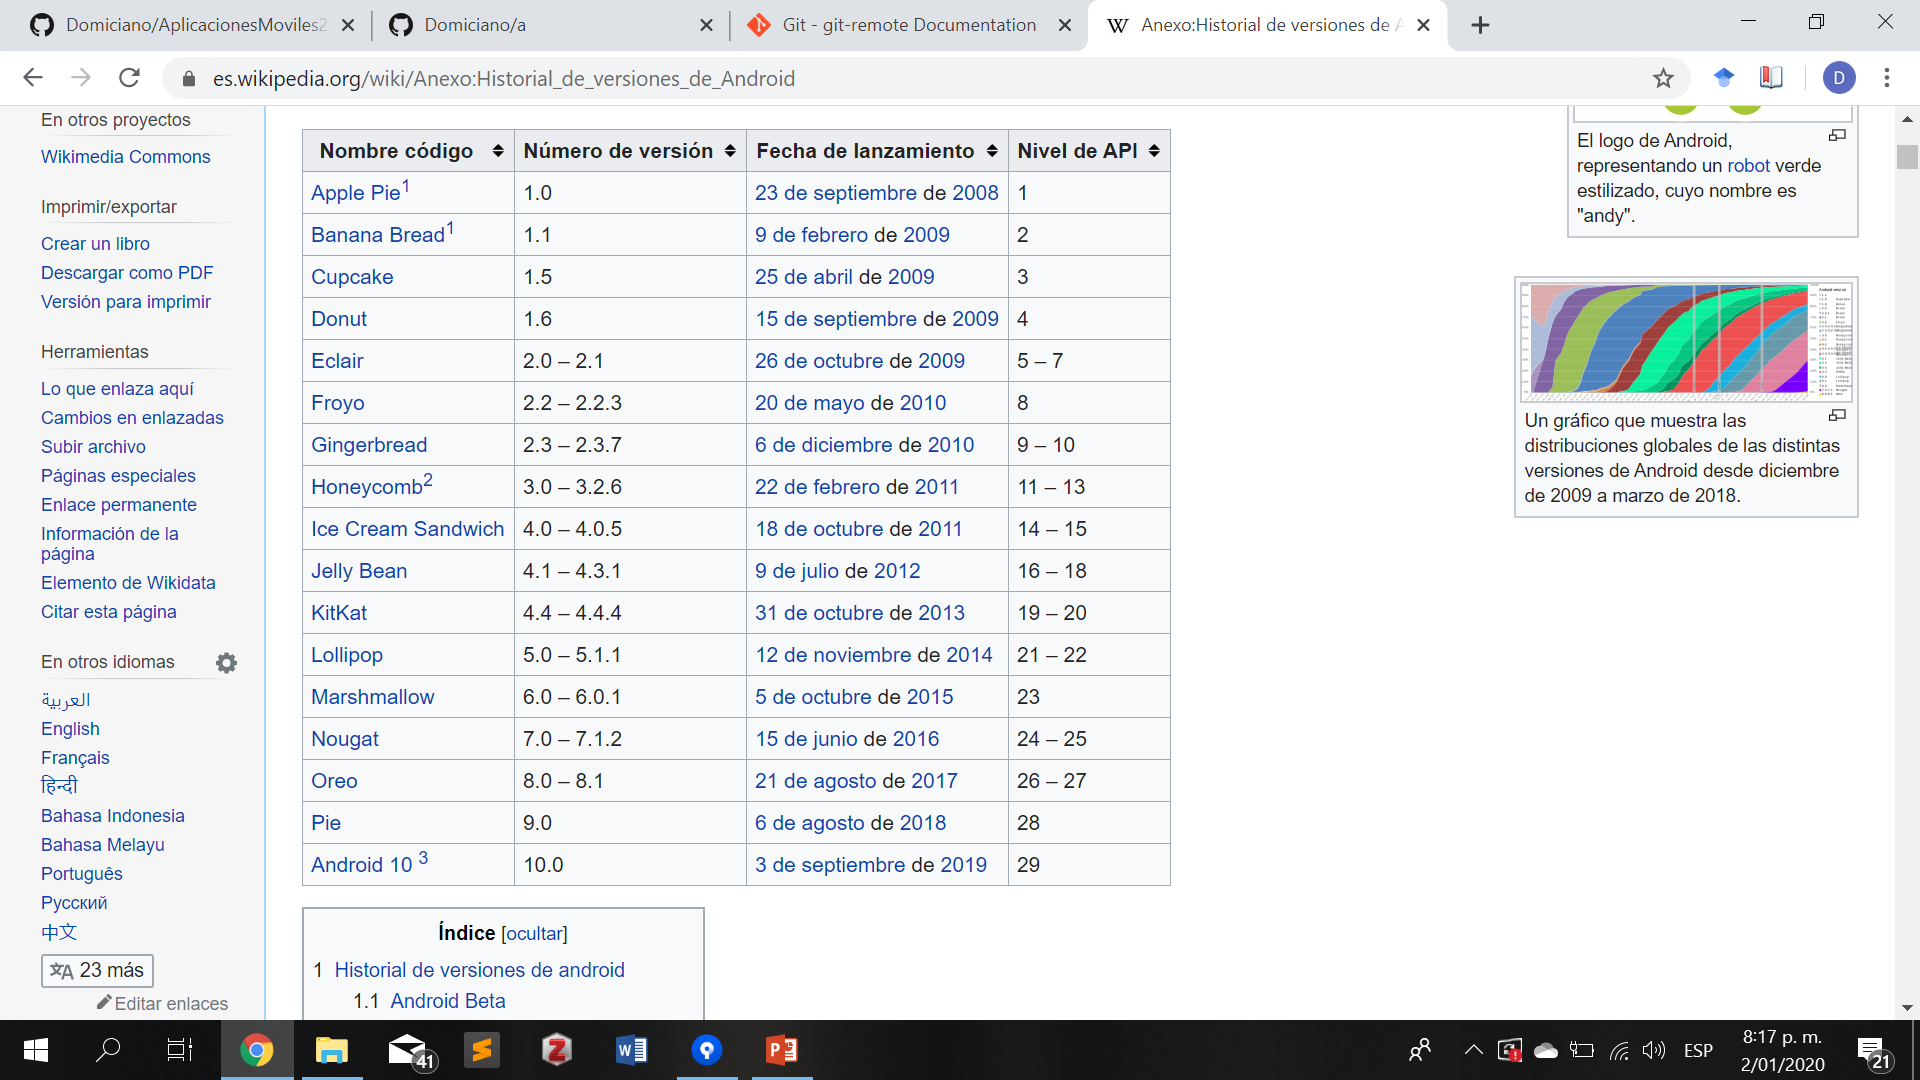 Domiciano/AplicacionesMoviles2
Domiciano/a
Git - git-remote Documentation
Anexo:Historial de versiones de A
es.wikipedia.org/wiki/Anexo:Historial_de_versiones_de_Android
D
En otros proyectos
Wikimedia Commons
Imprimir/exportar
Crear un libro
Descargar como PDF
Versión para imprimir
Herramientas
Lo que enlaza aquí
Cambios en enlazadas
Subir archivo
Páginas especiales
Enlace permanente
Información de la
página
Elemento de Wikidata
Citar esta página
En otros idiomas
العربية
English
Français
हिन्दी
Bahasa Indonesia
Bahasa Melayu
Português
Русский
中文
23 más
Editar enlaces
Nombre código Número de versión Fecha de lanzamiento Nivel de API
Apple Pie1 1.0 23 de septiembre de 2008 1
Banana Bread1 1.1 9 de febrero de 2009 2
Cupcake 1.5 25 de abril de 2009 3
Donut 1.6 15 de septiembre de 2009 4
Eclair 2.0 – 2.1 26 de octubre de 2009 5 – 7
Froyo 2.2 – 2.2.3 20 de mayo de 2010 8
Gingerbread 2.3 – 2.3.7 6 de diciembre de 2010 9 – 10
Honeycomb2 3.0 – 3.2.6 22 de febrero de 2011 11 – 13
Ice Cream Sandwich 4.0 – 4.0.5 18 de octubre de 2011 14 – 15
Jelly Bean 4.1 – 4.3.1 9 de julio de 2012 16 – 18
KitKat 4.4 – 4.4.4 31 de octubre de 2013 19 – 20
Lollipop 5.0 – 5.1.1 12 de noviembre de 2014 21 – 22
Marshmallow 6.0 – 6.0.1 5 de octubre de 2015 23
Nougat 7.0 – 7.1.2 15 de junio de 2016 24 – 25
Oreo 8.0 – 8.1 21 de agosto de 2017 26 – 27
Pie 9.0 6 de agosto de 2018 28
Android 10 3 10.0 3 de septiembre de 2019 29
Índice [ocultar]
1 Historial de versiones de android
1.1 Android Beta
El logo de Android,
representando un robot verde
estilizado, cuyo nombre es
"andy".
Un gráfico que muestra las
distribuciones globales de las distintas
versiones de Android desde diciembre
de 2009 a marzo de 2018.
41
ESP
8:17 p. m.
2/01/2020
21